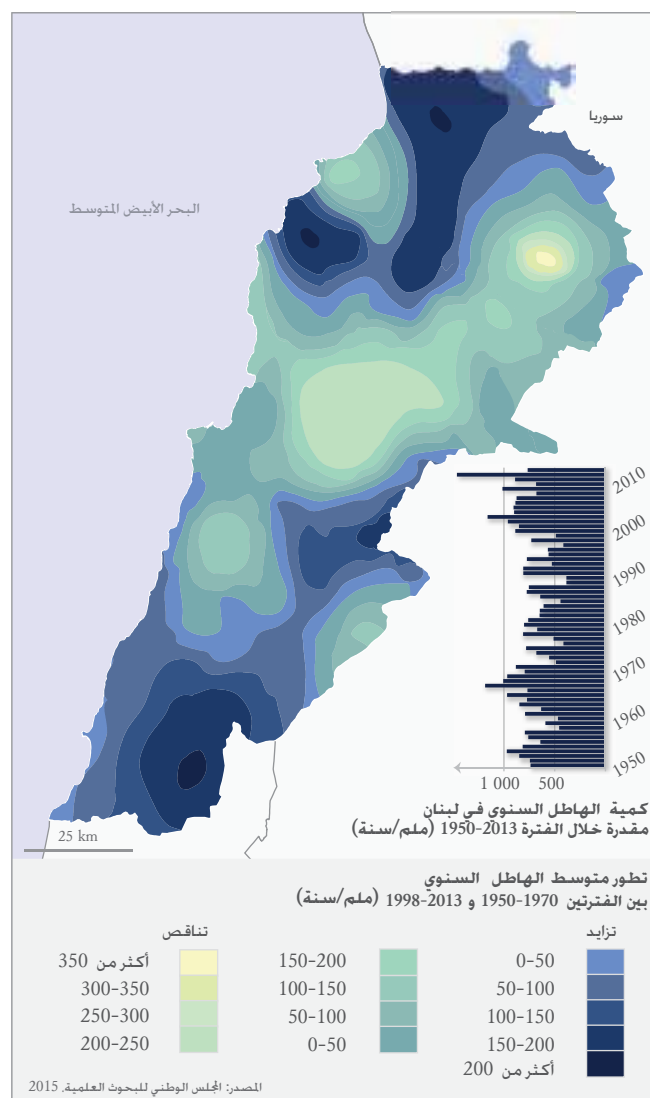 سوريا
البحر الأبيض المتوسط
2010
2000
1990
1980
1970
1960
1950
1 000
500
كمية الهاطل السنوي في لبنان
مقدرة خلال الفترة 2013-1950 (ملم/سنة)
25 km
تطور متوسط الهاطل السنوي
بين الفترتين 1970-1950 و 2013-1998 (ملم/سنة)
تزايد
0-50
50-100
100-150
150-200
أكثر من 200
150-200
100-150
50-100
0-50
تناقص
أكثر من 350
300-350
250-300
200-250
المصدر: المجلس الوطني للبحوث العلمية، 2015